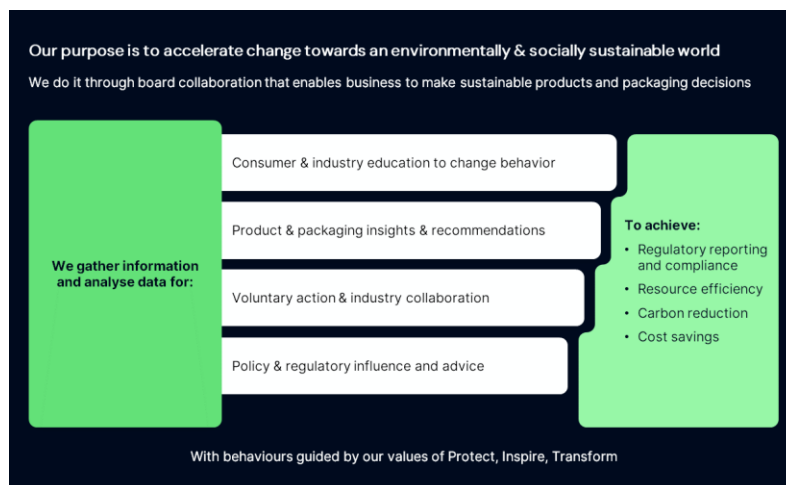 Our purpose is to accelerate change towards an environmentally & socially sustainable world
We do it through board collaboration that enables business to make sustainable products and packaging decisions
We gather information
and analyse data for:
Consumer & industry education to change behavior
Product & packaging insights & recommendations
Voluntary action & industry collaboration
Policy & regulatory influence and advice
To achieve:
• Regulatory reporting
and compliance
• Resource efficiency
• Carbon reduction
• Cost savings
With behaviours guided by our values of Protect, Inspire, Transform